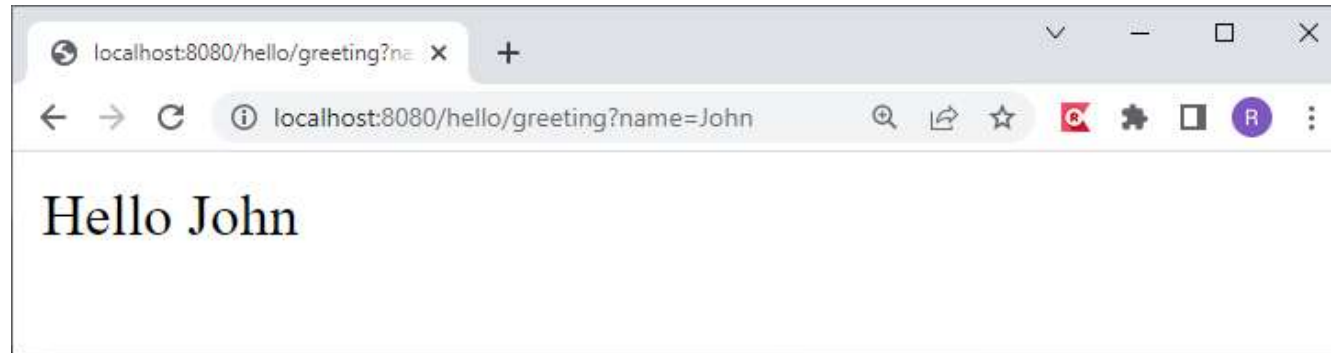 localhost:8080/hello/greeting?na
localhost:8080/hello/greeting?name=John
R
R
Hello John